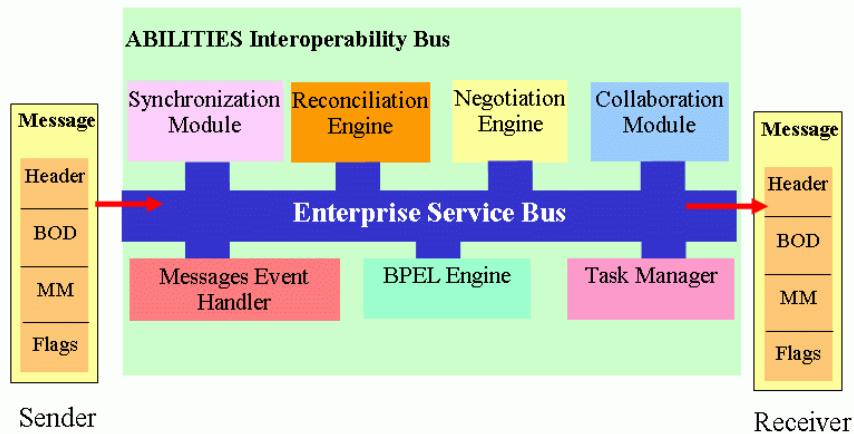 ABILITIES Interoperability Bus
Synchronization
Module
Reconciliation
Engine
Negotiation
Engine
Collaboration
Module
Message
Header
BOD
MM
Flags
Sender
Enterprise Service Bus
Messages Event
Handler
BPEL Engine
Task Manager
Message
Header
BOD
MM
Flags
Receiver